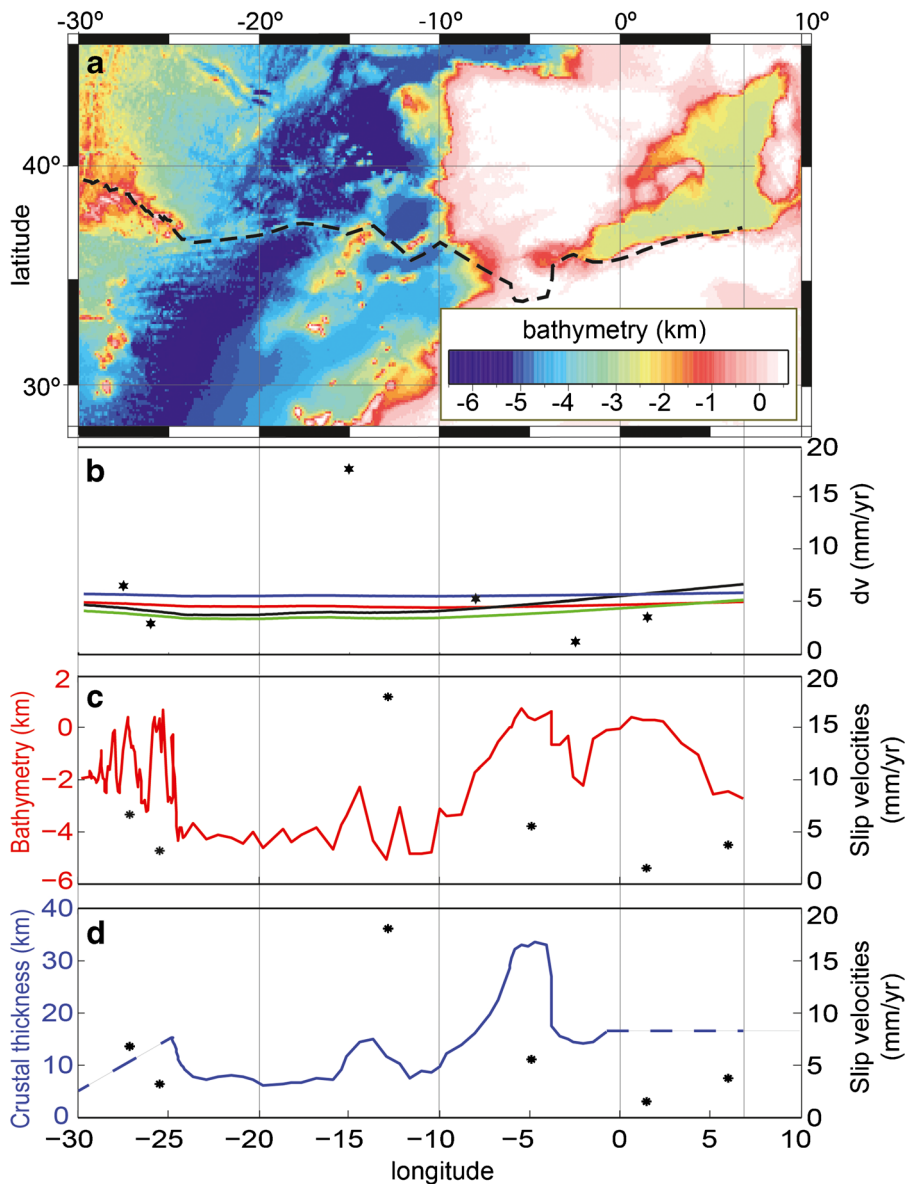 -30º -20º -10º 0º 10º
a
40º
30º
latitude
bathymetry (km)
-6 -5 -4 -3 -2 -1 0
b
20
15
10
5
0
dv (mm/yr)
c
2
0
−2
−4
−6
Bathymetry (km)
20
15
10
5
0
Slip velocities
(mm/yr)
d
40
30
20
10
0
Crustal thickness (km)
20
15
10
5
0
Slip velocities
(mm/yr)
−30 −25 −20 −15 −10 −5 0 5 10
longitude